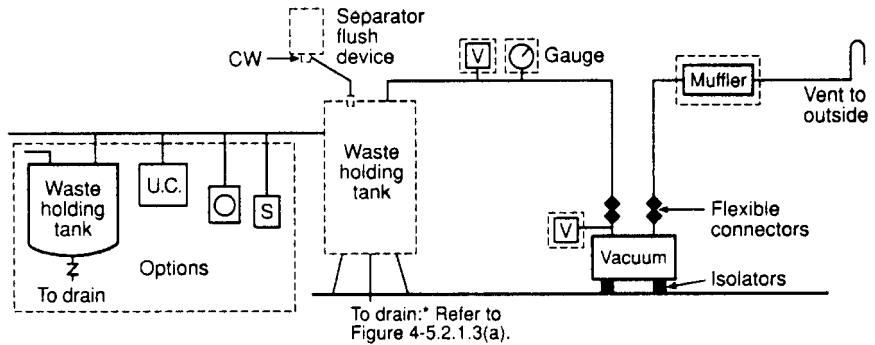 Separator
flush
device
CW
V
Gauge
Muffler
Vent to
outside
Waste
holding
tank
U.C.
S
Waste
holding
tank
Options
To drain
V
Flexible
connectors
Vacuum
Isolators
To drain:* Refer to
Figure 4-5.2.1.3(a).